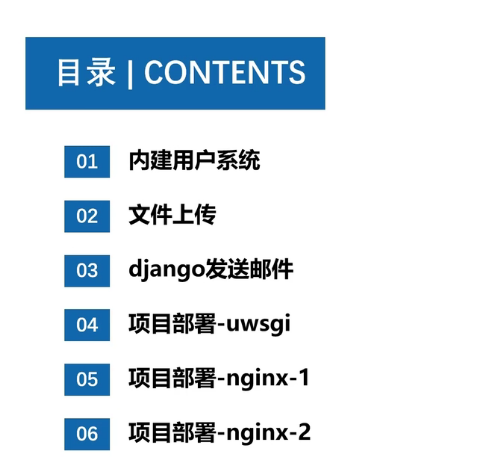 目录 | CONTENTS
01 内建用户系统
02 文件上传
03 django发送邮件
04 项目部署-uwsgi
05 项目部署-nginx-1
06 项目部署-nginx-2